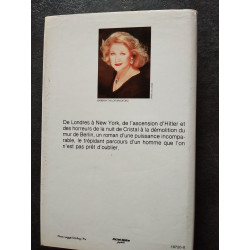 De Londres à New York, de l'ascension d'Hitler et
des horreurs de la nuit de Cristal à la démolition du
mur de Berlin, un roman d'une puissance incompa-
rable, le trépidant parcours d'un homme que l'on
n'est pas prêt d'oublier.